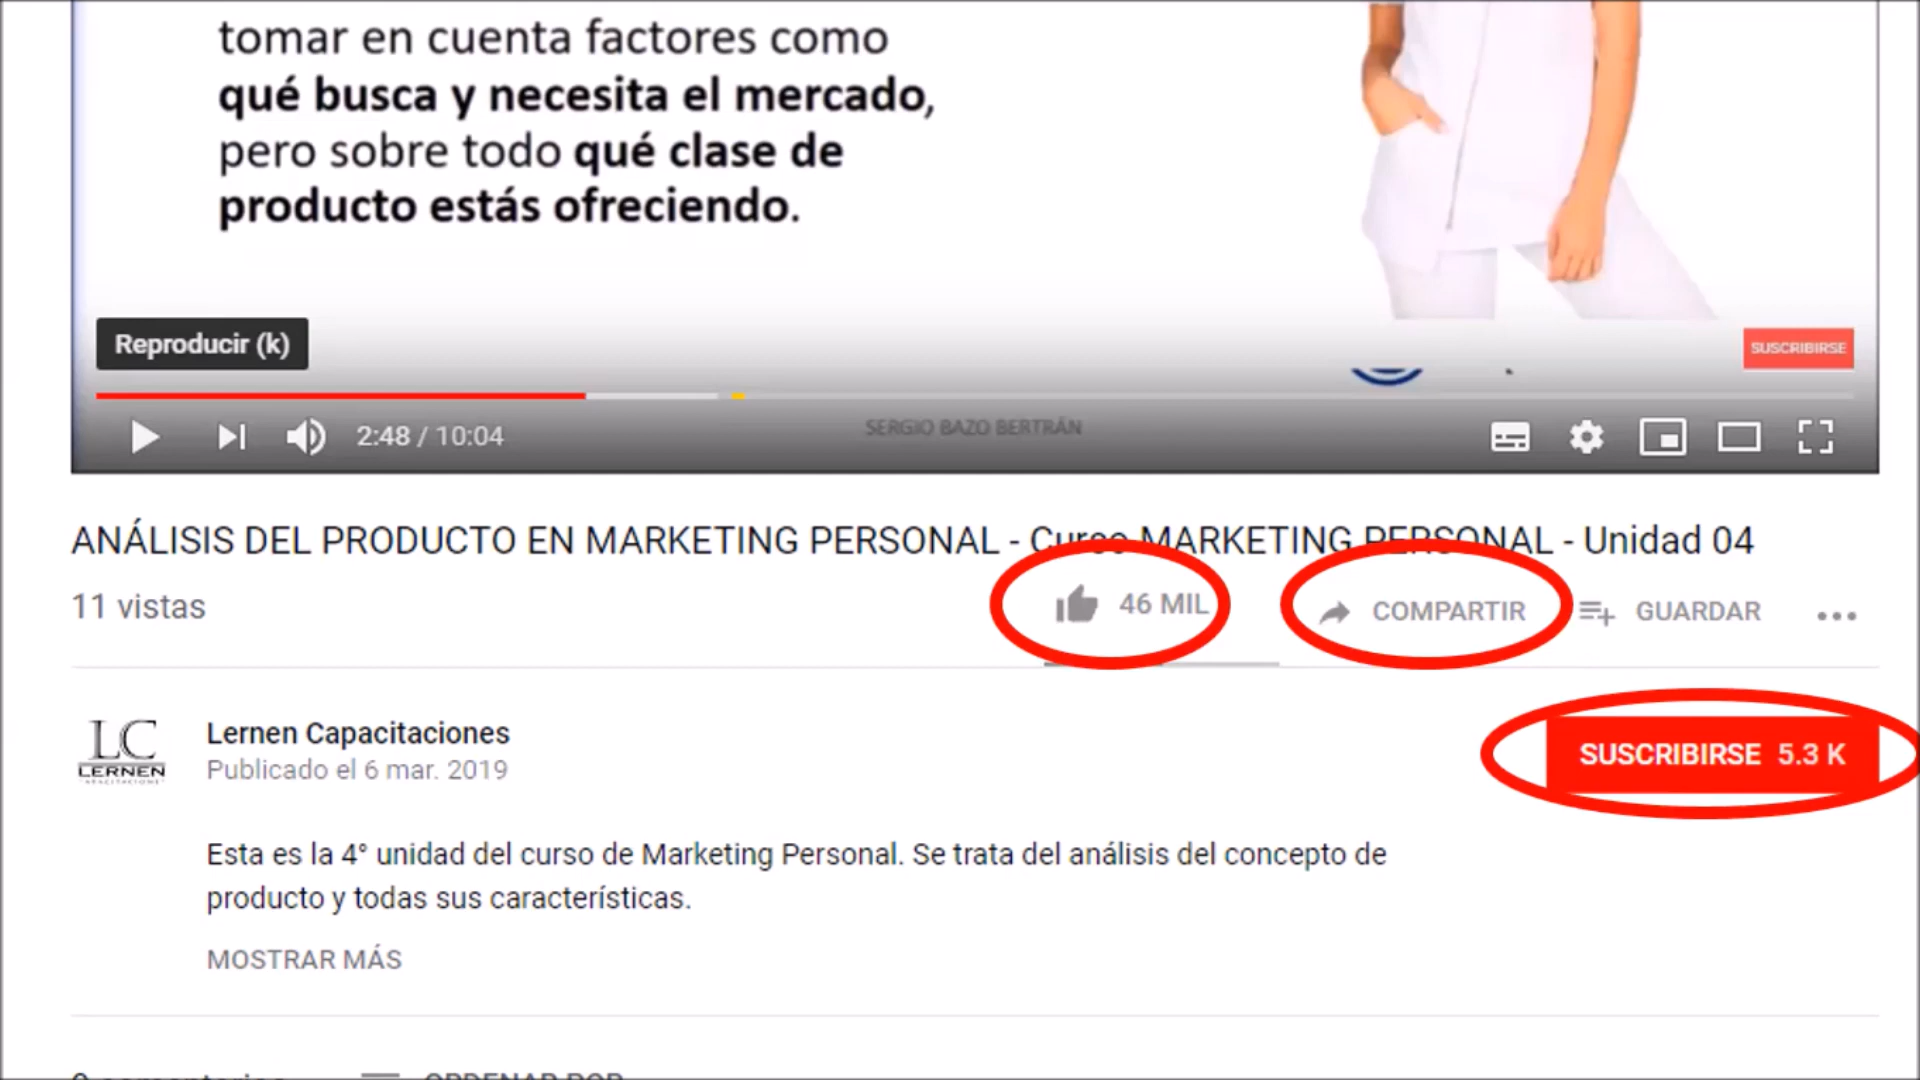 tomar en cuenta factores como
qué busca y necesita el mercado,
pero sobre todo qué clase de
producto estás ofreciendo.
Reproducir (k)
SUSCRIBIRSE
2:48 / 10:04
SERGIO BAZO BERTRÁN
ANÁLISIS DEL PRODUCTO EN MARKETING PERSONAL - Curso MARKETING PERSONAL - Unidad 04
11 vistas
46 MIL
COMPARTIR
GUARDAR
LC
LERNEN
Lernen Capacitaciones
Publicado el 6 mar. 2019
SUSCRIBIRSE 5.3 K
Esta es la 4° unidad del curso de Marketing Personal. Se trata del análisis del concepto de
producto y todas sus características.
MOSTRAR MÁS
0 comentarios
ORDENAR POR